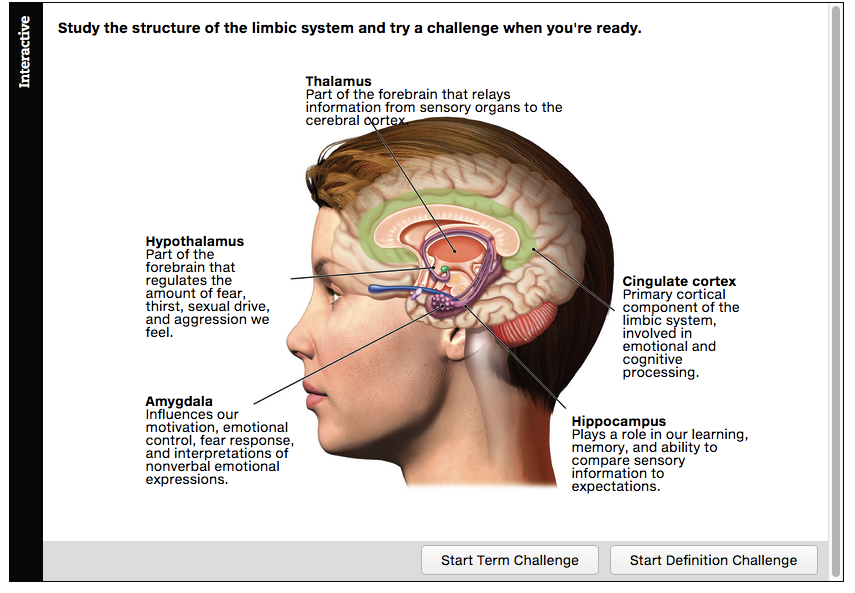 Interactive
Study the structure of the limbic system and try a challenge when you're ready.
Thalamus
Part of the forebrain that relays
information from sensory organs to the
cerebral cortex.
Hypothalamus
Part of the
forebrain that
regulates the
amount of fear,
thirst, sexual drive,
and aggression we
feel.
Cingulate cortex
Primary cortical
component of the
limbic system,
involved in
emotional and
cognitive
processing.
Amygdala
Influences our
motivation, emotional
control, fear response,
and interpretations of
nonverbal emotional
expressions.
Hippocampus
Plays a role in our learning,
memory, and ability to
compare sensory
information to
expectations.
Start Term Challenge
Start Definition Challenge